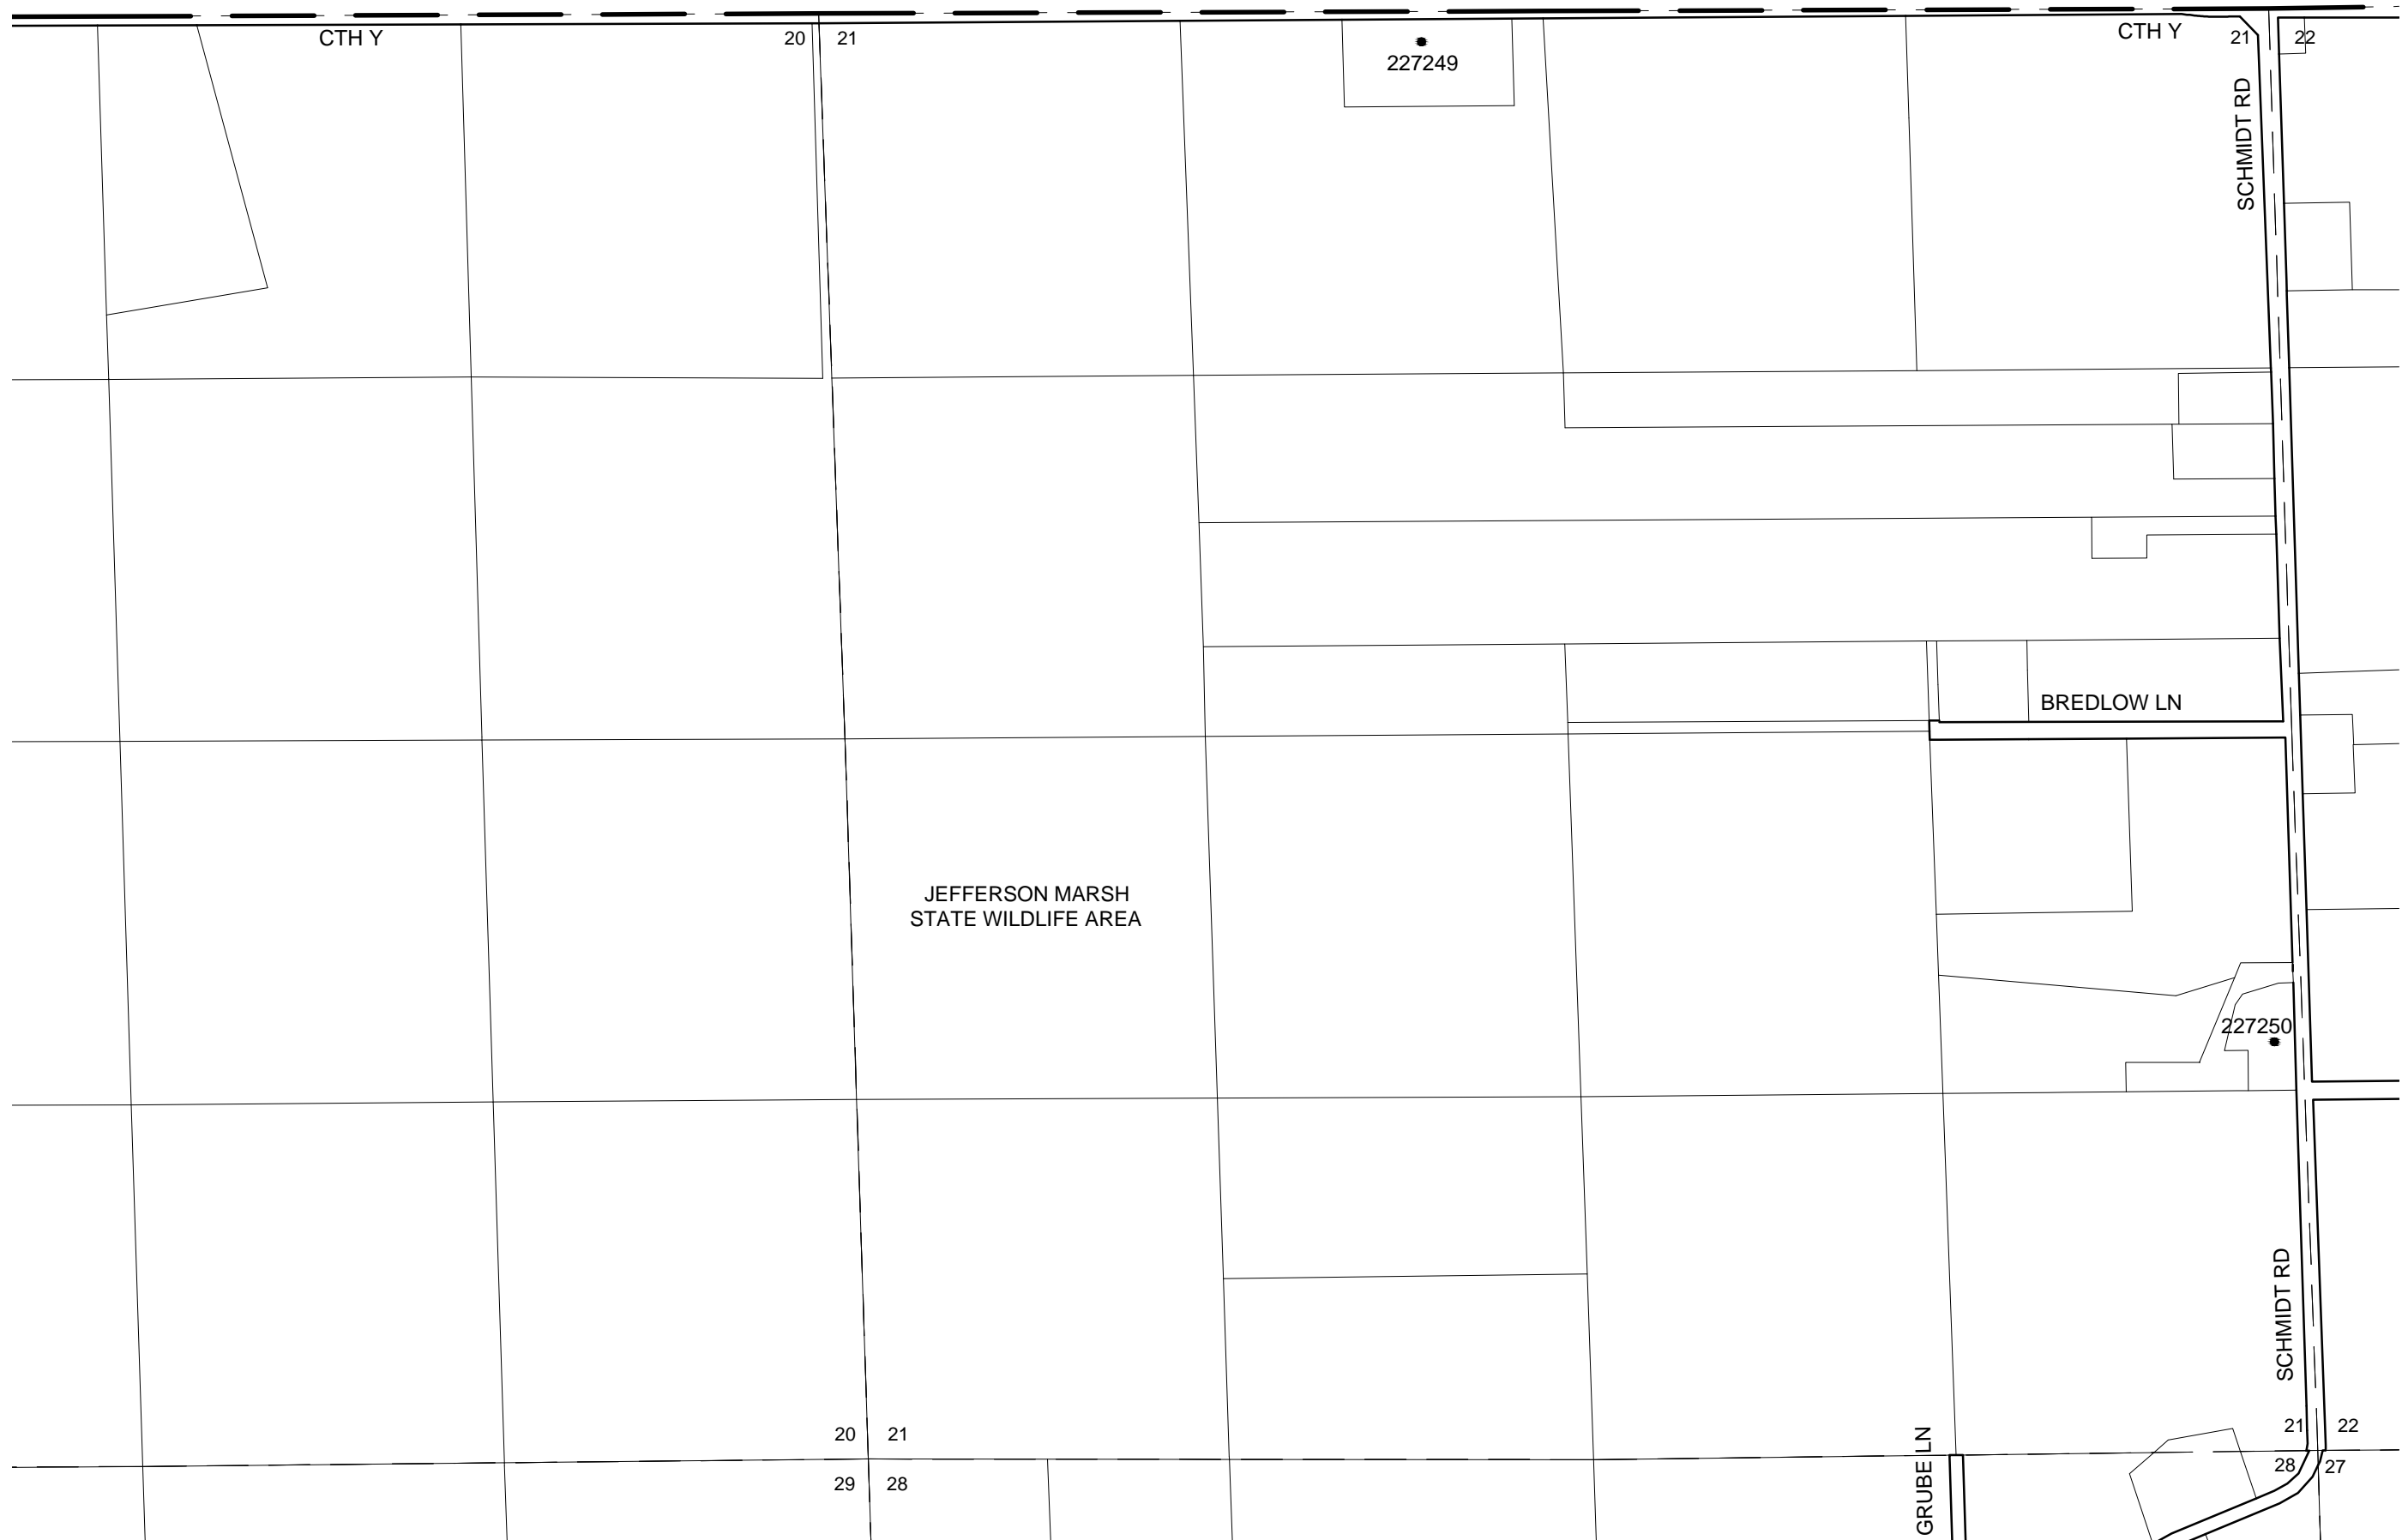 CTH Y
20
21
227249
CTH Y
21
22
SCHMIDT RD
BREDLOW LN
JEFFERSON MARSH
STATE WILDLIFE AREA
227250
SCHMIDT RD
20
21
21
22
GRUBE LN
29
28
28
27